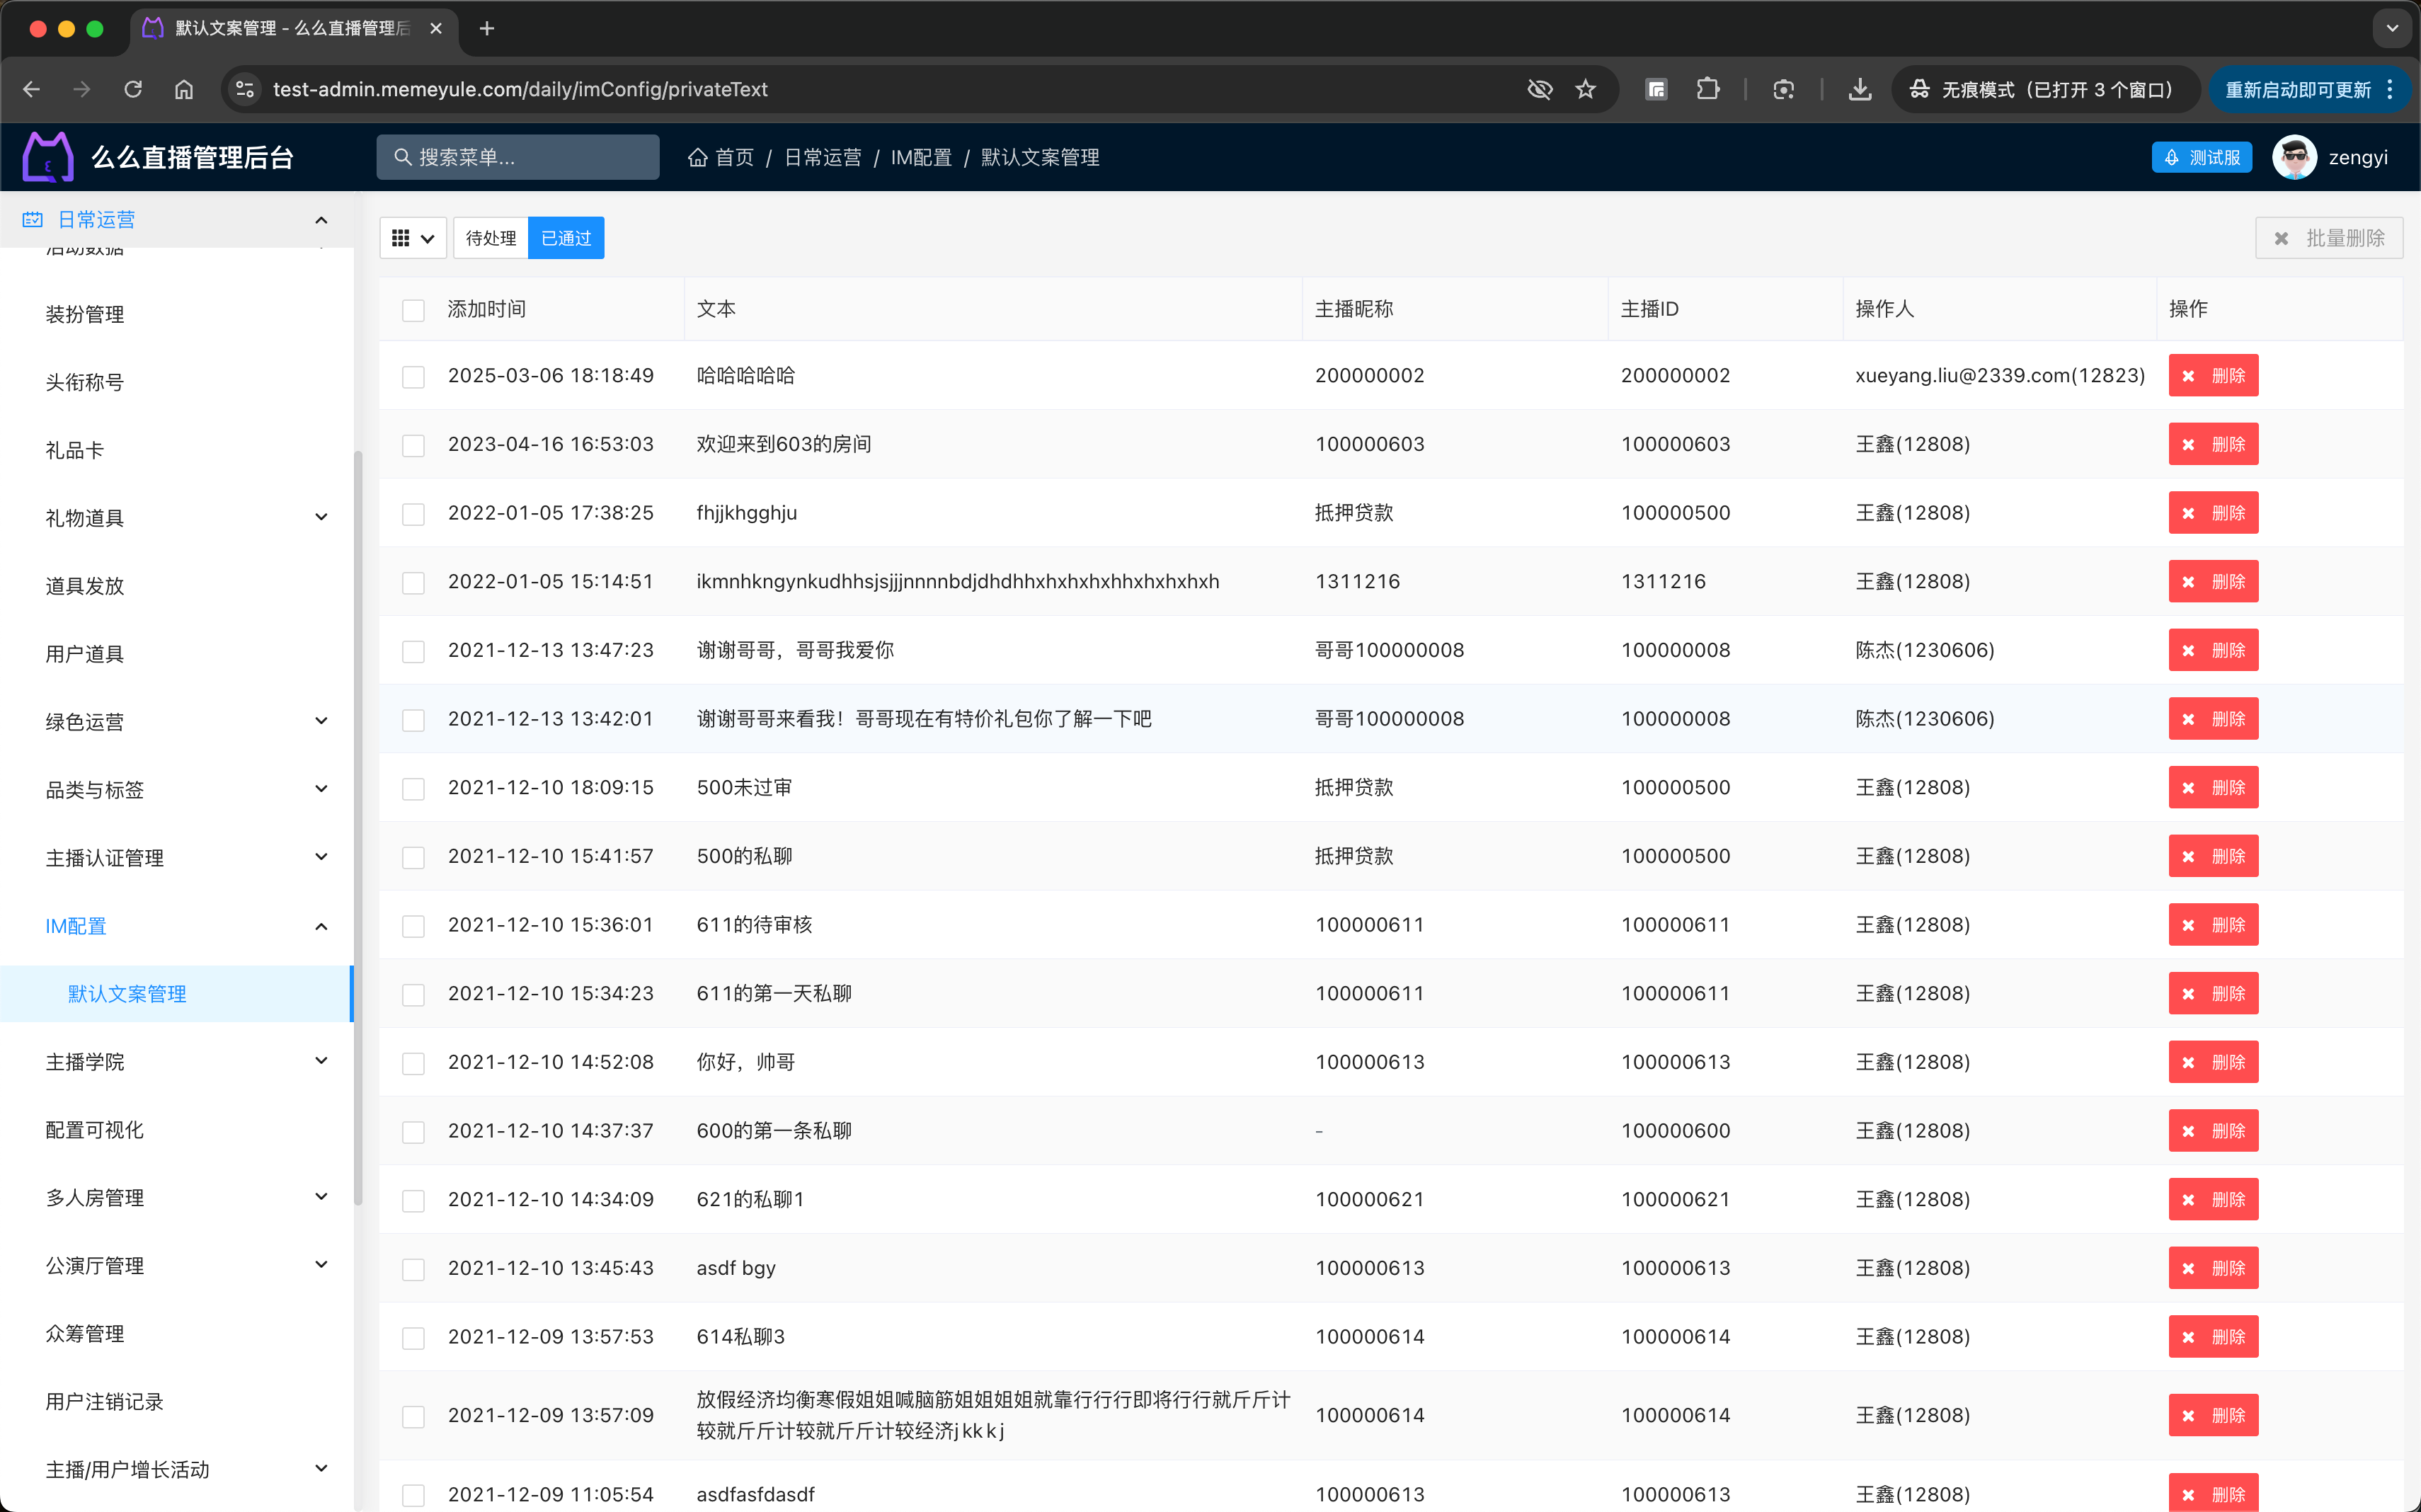 默认文案管理 - 么么直播管理后
test-admin.memeyule.com/daily/imConfig/privateText
无痕模式（已打开 3 个窗口）
重新启动即可更新
么么直播管理后台
搜索菜单...
首页 / 日常运营 / IM配置 / 默认文案管理
测试服
zengyi
日常运营
活动数据
装扮管理
头衔称号
礼品卡
礼物道具
道具发放
用户道具
绿色运营
品类与标签
主播认证管理
IM配置
默认文案管理
主播学院
配置可视化
多人房管理
公演厅管理
众筹管理
用户注销记录
主播/用户增长活动
待处理 已通过
批量删除
添加时间 文本 主播昵称 主播ID 操作人 操作
2025-03-06 18:18:49 哈哈哈哈哈 200000002 200000002 xueyang.liu@2339.com(12823) 删除
2023-04-16 16:53:03 欢迎来到603的房间 100000603 100000603 王鑫(12808) 删除
2022-01-05 17:38:25 fhjjkhgghju 抵押贷款 100000500 王鑫(12808) 删除
2022-01-05 15:14:51 ikmnhkngynkudhhsjsjjjnnnnbdjdhdhhxhxhxhxhhxhxhxhxh 1311216 1311216 王鑫(12808) 删除
2021-12-13 13:47:23 谢谢哥哥，哥哥我爱你 哥哥100000008 100000008 陈杰(1230606) 删除
2021-12-13 13:42:01 谢谢哥哥来看我！哥哥现在有特价礼包你了解一下吧 哥哥100000008 100000008 陈杰(1230606) 删除
2021-12-10 18:09:15 500未过审 抵押贷款 100000500 王鑫(12808) 删除
2021-12-10 15:41:57 500的私聊 抵押贷款 100000500 王鑫(12808) 删除
2021-12-10 15:36:01 611的待审核 100000611 100000611 王鑫(12808) 删除
2021-12-10 15:34:23 611的第一天私聊 100000611 100000611 王鑫(12808) 删除
2021-12-10 14:52:08 你好，帅哥 100000613 100000613 王鑫(12808) 删除
2021-12-10 14:37:37 600的第一条私聊 - 100000600 王鑫(12808) 删除
2021-12-10 14:34:09 621的私聊1 100000621 100000621 王鑫(12808) 删除
2021-12-10 13:45:43 asdf bgy 100000613 100000613 王鑫(12808) 删除
2021-12-09 13:57:53 614私聊3 100000614 100000614 王鑫(12808) 删除
2021-12-09 13:57:09 放假经济均衡寒假姐姐喊脑筋姐姐姐姐就靠行行行即将行行就斤斤计 100000614 100000614 王鑫(12808) 删除
较就斤斤计较就斤斤计较经济jkkkj
2021-12-09 11:05:54 asdfasfdasdf 100000613 100000613 王鑫(12808) 删除